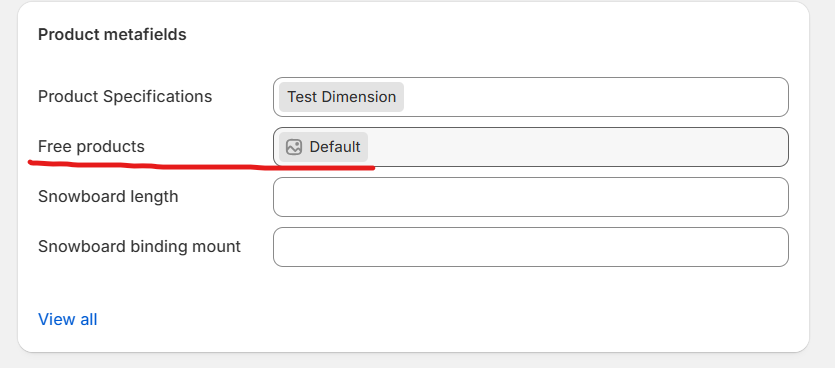 Product metafields
Product Specifications Test Dimension
Free products Default
Snowboard length
Snowboard binding mount
View all